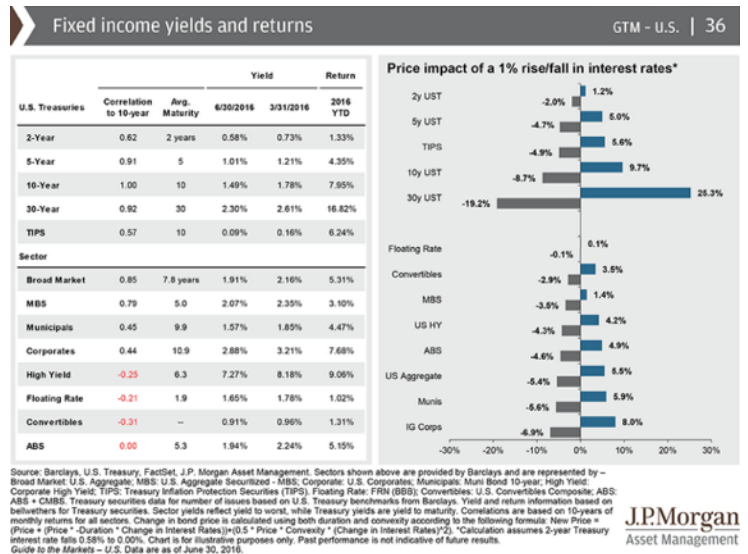 Fixed income yields and returns
GTM – U.S. | 36
Yield Return
U.S. Treasuries Correlation to 10-year Avg. Maturity 6/30/2016 3/31/2016 2016 YTD
2-Year 0.62 2 years 0.58% 0.73% 1.33%
5-Year 0.91 5 1.01% 1.21% 4.35%
10-Year 1.00 10 1.49% 1.78% 7.95%
30-Year 0.92 30 2.30% 2.61% 16.82%
TIPS 0.57 10 0.09% 0.16% 6.24%
Sector
Broad Market 0.85 7.8 years 1.91% 2.16% 5.31%
MBS 0.79 5.0 2.07% 2.35% 3.10%
Municipals 0.45 9.9 1.57% 1.85% 4.47%
Corporates 0.44 10.9 2.88% 3.21% 7.68%
High Yield -0.25 6.3 7.27% 8.18% 9.06%
Floating Rate -0.21 1.9 1.65% 1.78% 1.02%
Convertibles -0.31 -- 0.91% 0.96% 1.31%
ABS 0.00 5.3 1.94% 2.24% 5.15%
Price impact of a 1% rise/fall in interest rates*
2y UST -2.0% 1.2%
5y UST -4.7% 5.0%
TIPS -4.9% 5.6%
10y UST -8.7% 9.7%
30y UST -19.2% 25.3%
Floating Rate -0.1% 0.1%
Convertibles -2.9% 3.5%
MBS -3.5% 1.4%
US HY -4.3% 4.2%
ABS -4.6% 4.9%
US Aggregate -5.4% 5.5%
Munis -5.6% 5.9%
IG Corps -6.9% 8.0%
-30% -20% -10% 0% 10% 20% 30%
Source: Barclays, U.S. Treasury, FactSet, J.P. Morgan Asset Management. Sectors shown above are provided by Barclays and are represented by –
Broad Market: U.S. Aggregate; MBS: U.S. Aggregate Securitized - MBS; Corporate: U.S. Corporates; Municipals: Muni Bond 10-year; High Yield:
Corporate High Yield; TIPS: Treasury Inflation Protection Securities (TIPS). Floating Rate: FRN (BBB); Convertibles: U.S. Convertibles Composite; ABS:
ABS + CMBS. Treasury securities data for number of issues based on U.S. Treasury benchmarks from Barclays. Yield and return information based on
bellwethers for Treasury securities. Sector yields reflect yield to worst, while Treasury yields are yield to maturity. Correlations are based on 10-years of
monthly returns for all sectors. Change in bond price is calculated using both duration and convexity according to the following formula: New Price =
(Price + (Price * -Duration * Change in Interest Rates))+(0.5 * Price * Convexity * (Change in Interest Rates)^2). *Calculation assumes 2-year Treasury
interest rate falls 0.58% to 0.00%. Chart is for illustrative purposes only. Past performance is not indicative of future results.
Guide to the Markets – U.S. Data are as of June 30, 2016.
J.P.Morgan
Asset Management